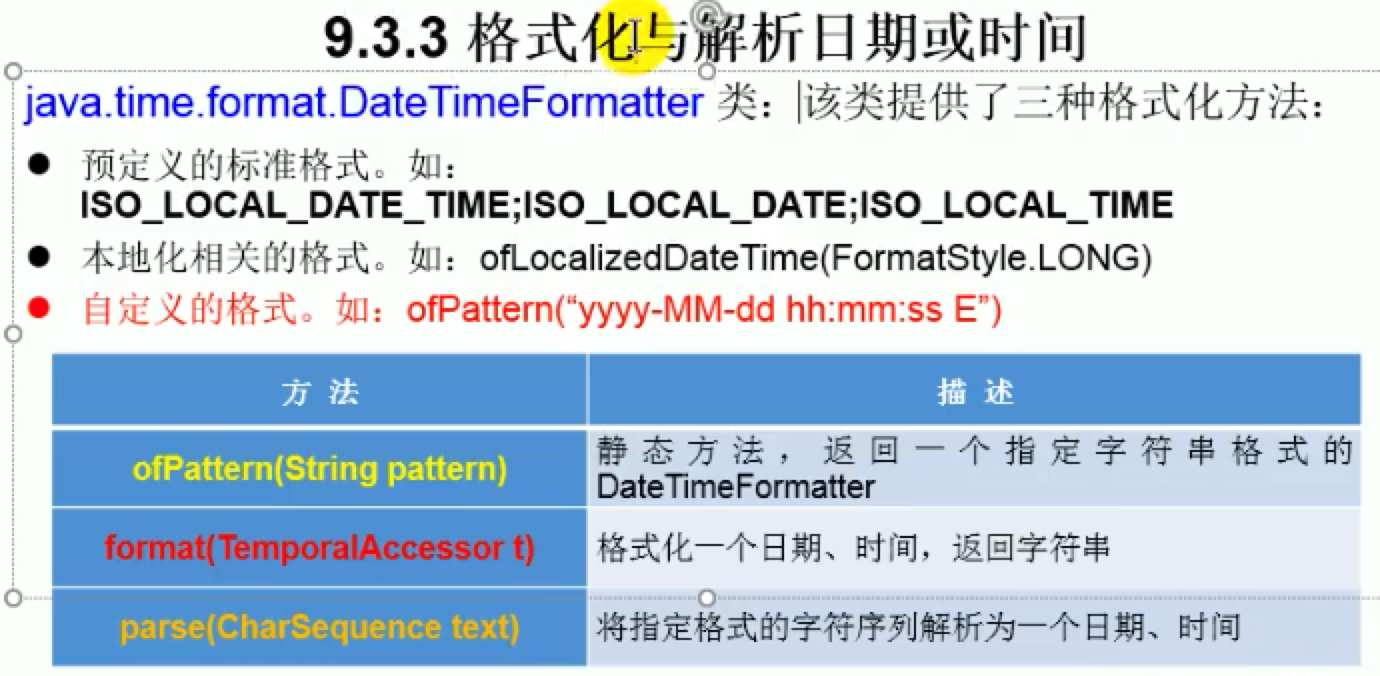 9.3.3 格式化与解析日期或时间
java.time.format.DateTimeFormatter 类：该类提供了三种格式化方法：
● 预定义的标准格式。如：
ISO_LOCAL_DATE_TIME;ISO_LOCAL_DATE;ISO_LOCAL_TIME
● 本地化相关的格式。如：ofLocalizedDateTime(FormatStyle.LONG)
● 自定义的格式。如：ofPattern(“yyyy-MM-dd hh:mm:ss E”)
方 法
描 述
ofPattern(String pattern)
静态方法，返回一个指定字符串格式的
DateTimeFormatter
format(TemporalAccessor t)
格式化一个日期、时间，返回字符串
parse(CharSequence text)
将指定格式的字符序列解析为一个日期、时间